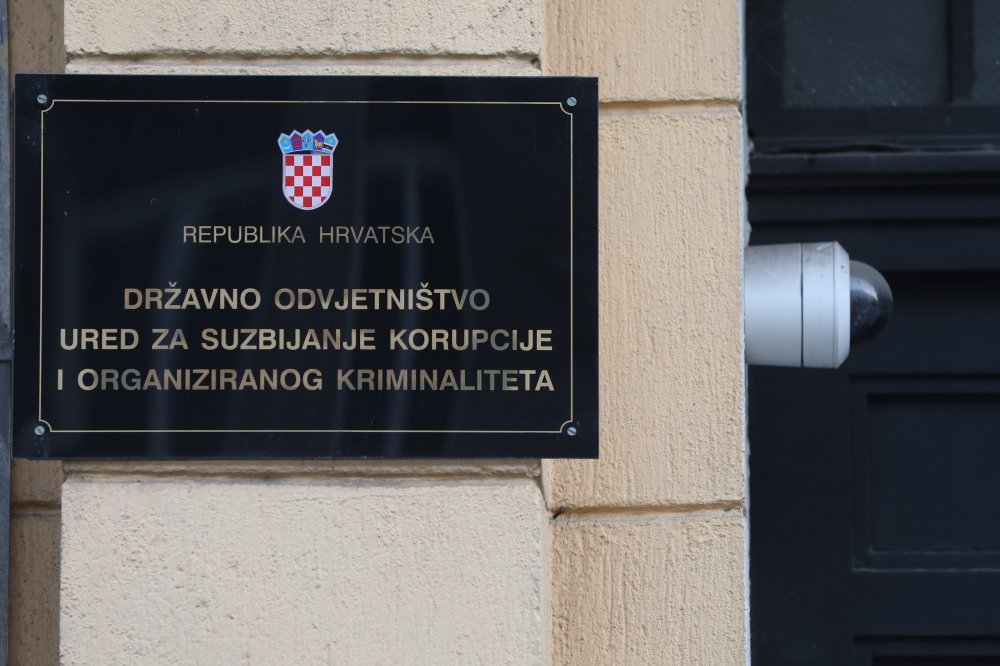 REPUBLIKA HRVATSKA
DRŽAVNO ODVJETNIŠTVO
URED ZA SUZBIJANJE KORUPCIJE
I ORGANIZIRANOG KRIMINALITETA